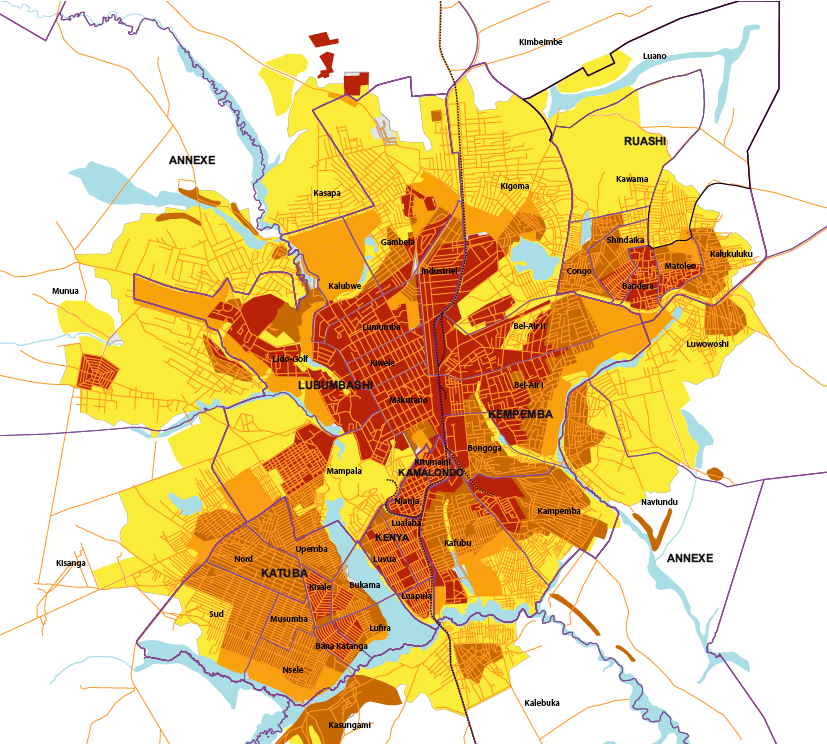 Kimbeimbe
Luano
RUASHI
ANNEXE
Kawama
Kigoma
Kasapa
Shindaika
Gambela
Kalukuluku
Matoleo
Industriel
Congo
Kalubwe
Bandera
Munua
Lumumba
Bel-Air II
Luwowoshi
Lido-Golf
Kiwele
LUBUMBASHI
Bel-Air I
Makutano
KEMPEMBA
Bongoga
Kitumaini
Mampala
KAMALONDO
Njanja
Naviundu
Kampemba
Lualaba
KENYA
Kafubu
Upemba
Nord
Luvua
ANNEXE
Kisanga
KATUBA
Kisale
Bukama
Luapula
Sud
Musumba
Lufira
Bana Katanga
Nsele
Kalebuka
Kasungami